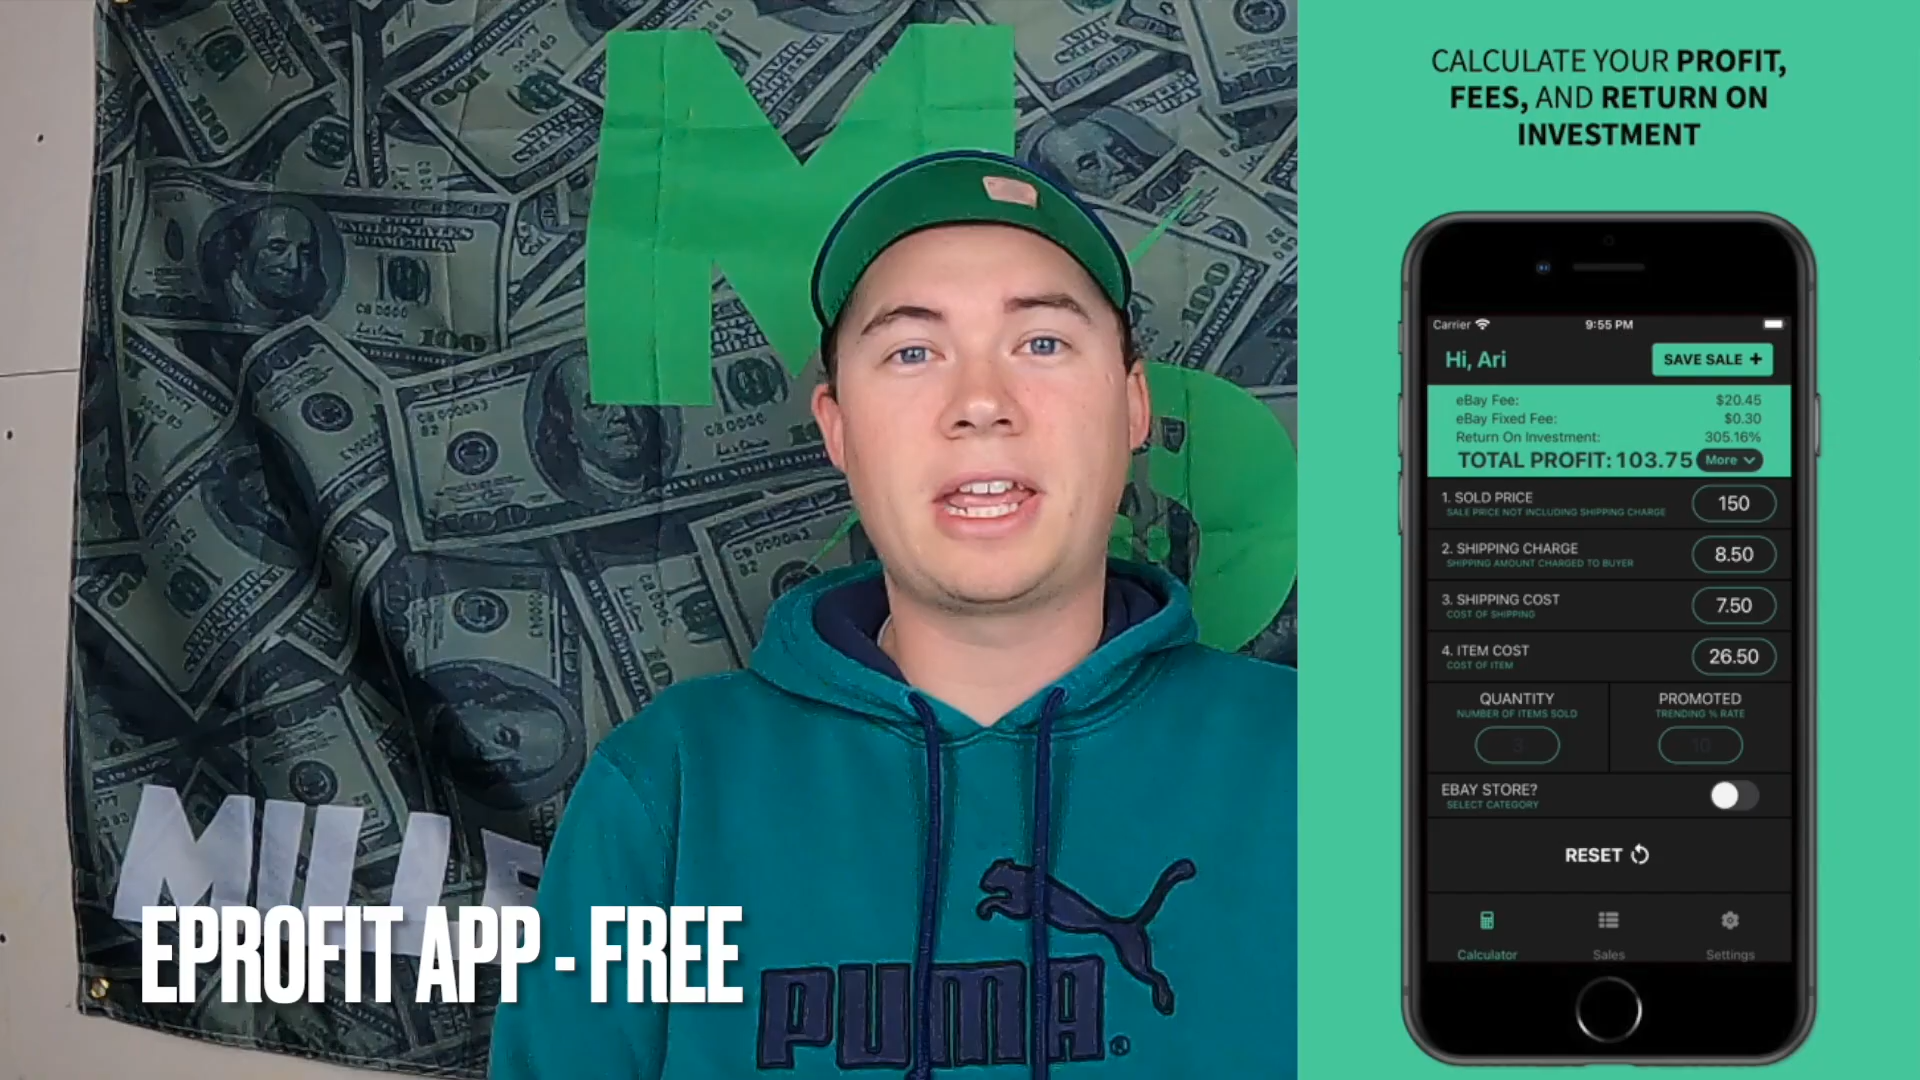 M
MILL
EPROFIT APP - FREE
PUMA®
CALCULATE YOUR PROFIT,
FEES, AND RETURN ON
INVESTMENT
Carrier 9:55 PM
Hi, Ari
SAVE SALE +
eBay Fee: $20.45
eBay Fixed Fee: $0.30
Return On Investment: 305.16%
TOTAL PROFIT: 103.75 More
1. SOLD PRICE 150
SALE PRICE NOT INCLUDING SHIPPING CHARGE
2. SHIPPING CHARGE 8.50
SHIPPING AMOUNT CHARGED TO BUYER
3. SHIPPING COST 7.50
COST OF SHIPPING
4. ITEM COST 26.50
COST OF ITEM
QUANTITY PROMOTED
NUMBER OF ITEMS SOLD TRENDING % RATE
3 10
EBAY STORE?
SELECT CATEGORY
RESET
Calculator Sales Settings